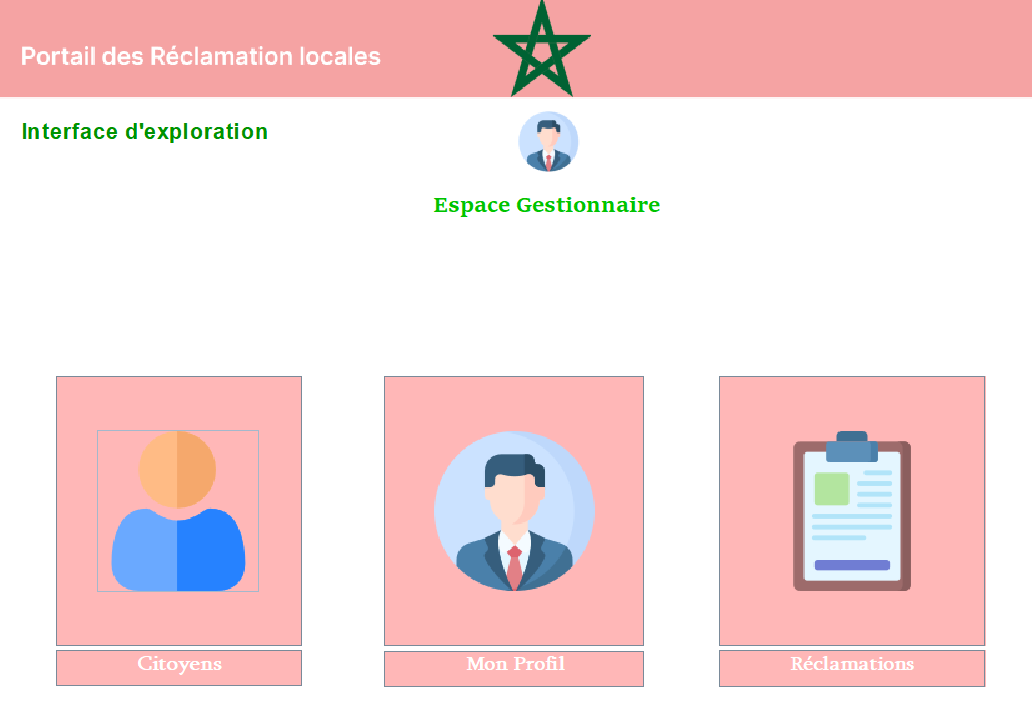 Portail des Réclamation locales
Interface d'exploration
Espace Gestionnaire
Citoyens
Mon Profil
Réclamations